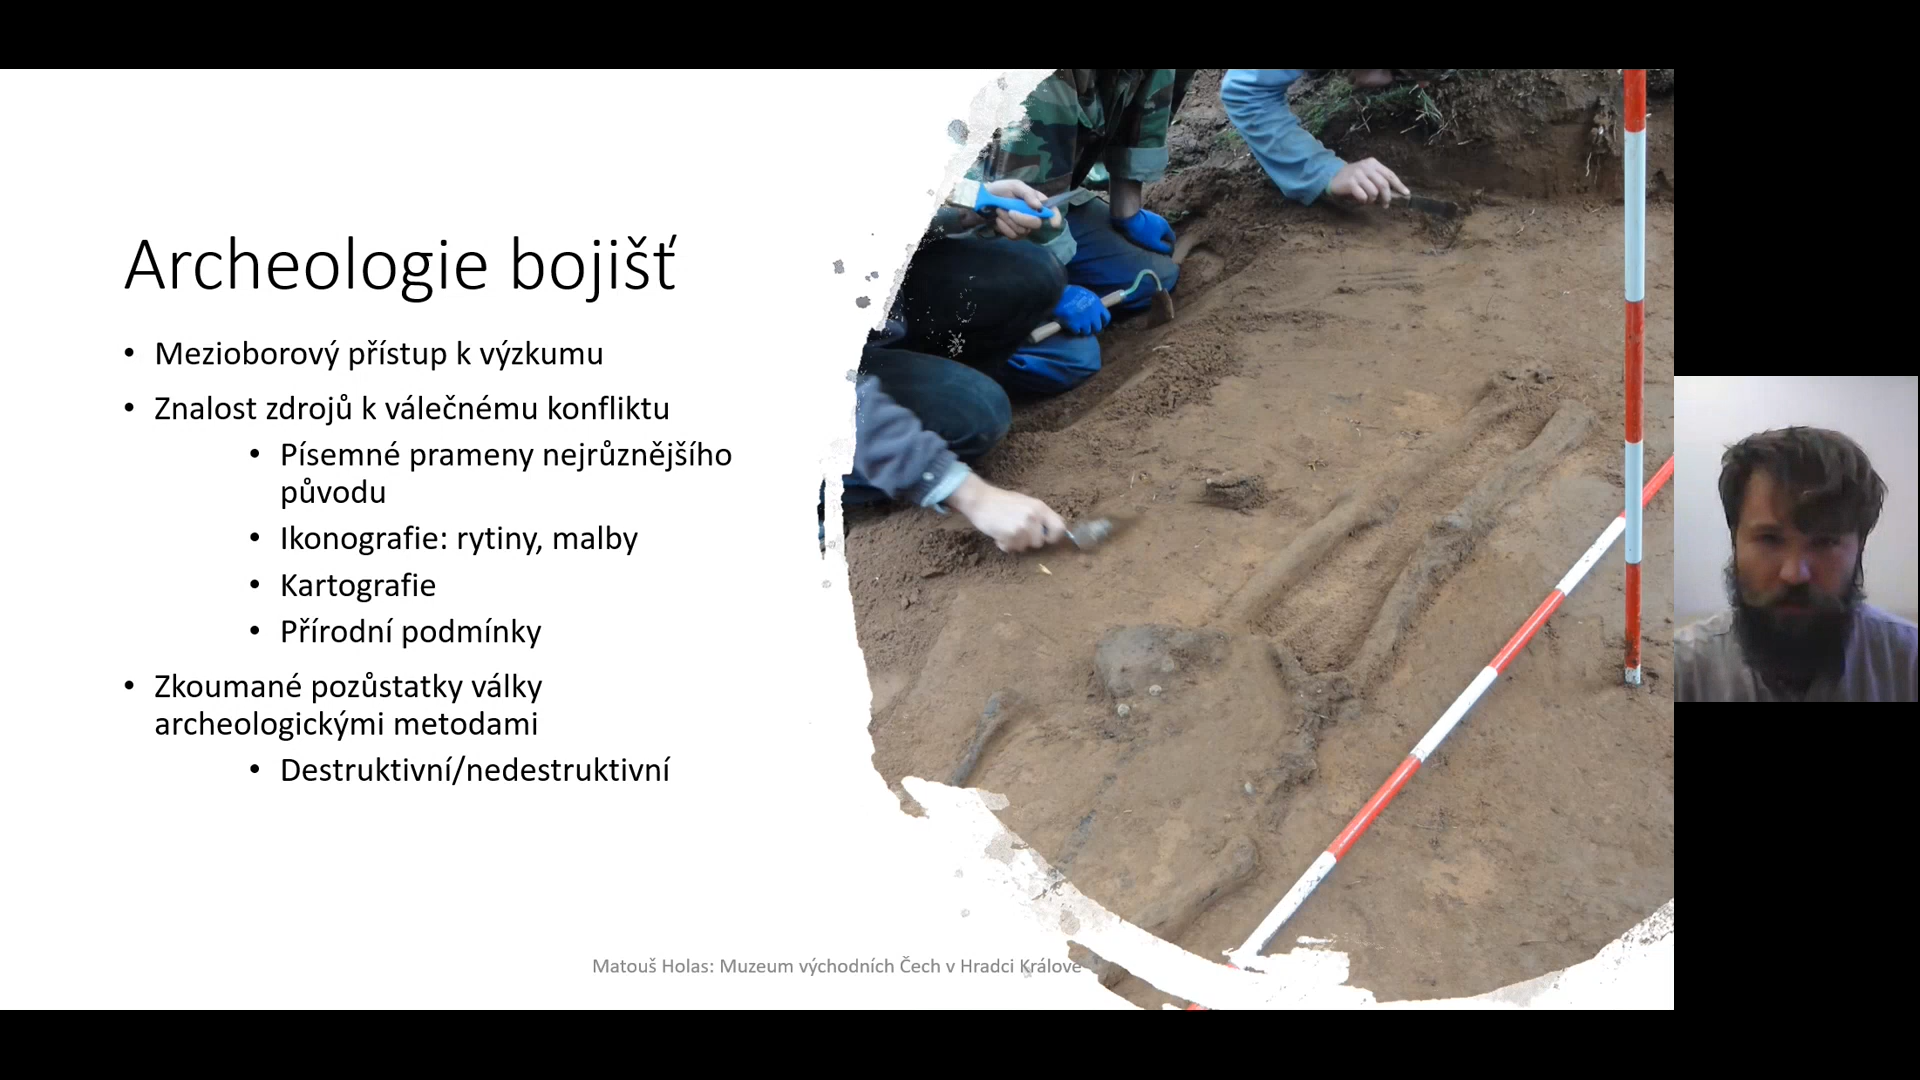 Archeologie bojišť
• Mezioborový přístup k výzkumu
• Znalost zdrojů k válečnému konfliktu
• Písemné prameny nejrůznějšího
původu
• Ikonografie: rytiny, malby
• Kartografie
• Přírodní podmínky
• Zkoumané pozůstatky války
archeologickými metodami
• Destruktivní/nedestruktivní
Matouš Holas: Muzeum východních Čech v Hradci Králové